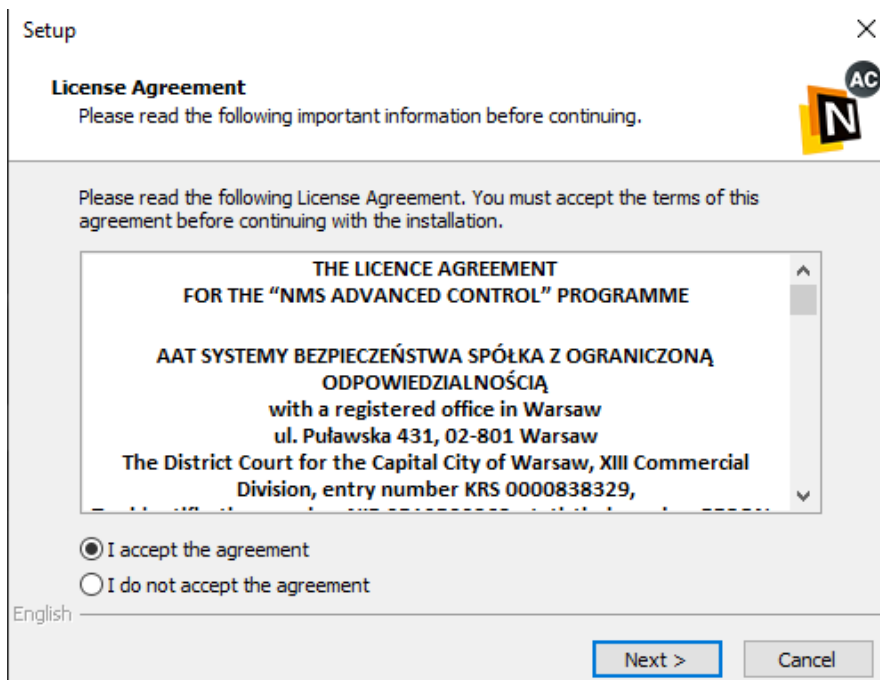 Setup
AC
N
License Agreement
Please read the following important information before continuing.
Please read the following License Agreement. You must accept the terms of this
agreement before continuing with the installation.
THE LICENCE AGREEMENT
FOR THE “NMS ADVANCED CONTROL” PROGRAMME
AAT SYSTEMY BEZPIECZEŃSTWA SPÓŁKA Z OGRANICZONĄ
ODPOWIEDZIALNOŚCIĄ
with a registered office in Warsaw
ul. Puławska 431, 02-801 Warsaw
The District Court for the Capital City of Warsaw, XIII Commercial
Division, entry number KRS 0000838329,
I accept the agreement
I do not accept the agreement
English
Next >
Cancel